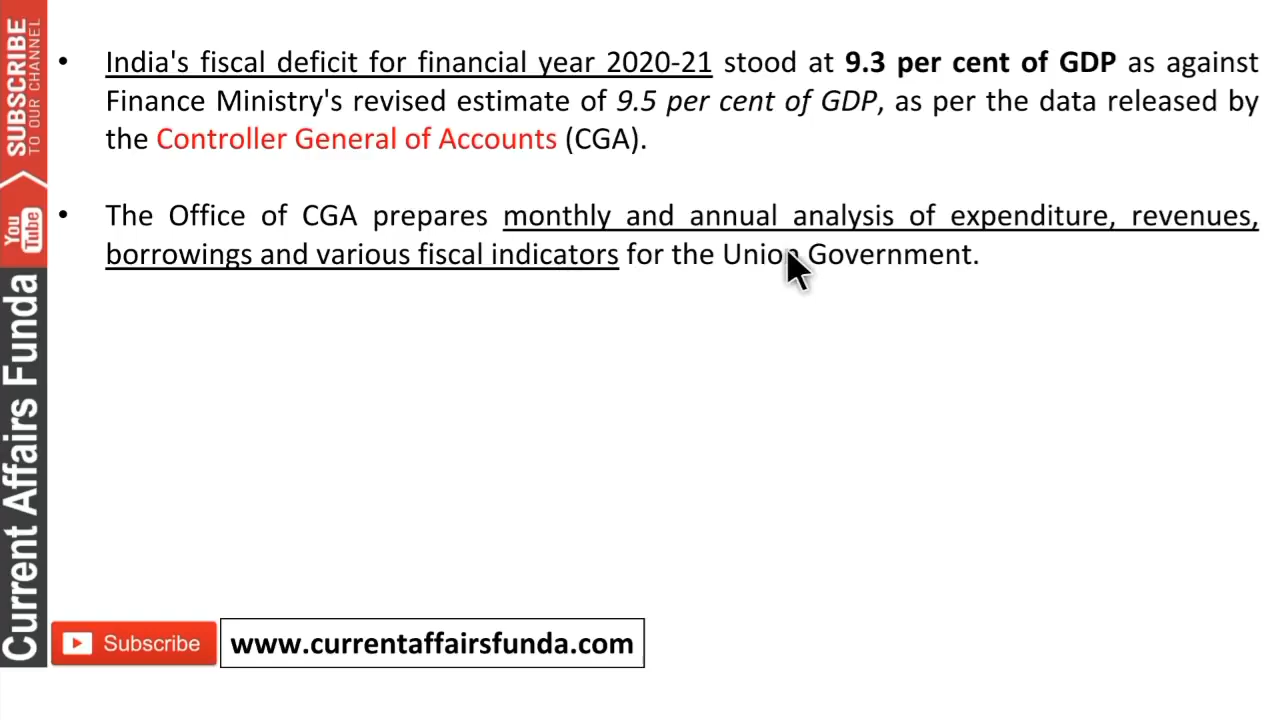 • India's fiscal deficit for financial year 2020-21 stood at 9.3 per cent of GDP as against
Finance Ministry's revised estimate of 9.5 per cent of GDP, as per the data released by
the Controller General of Accounts (CGA).
• The Office of CGA prepares monthly and annual analysis of expenditure, revenues,
borrowings and various fiscal indicators for the Union Government.
SUBSCRIBE
TO OUR CHANNEL
You
Tube
Current Affairs Funda
Subscribe
www.currentaffairsfunda.com